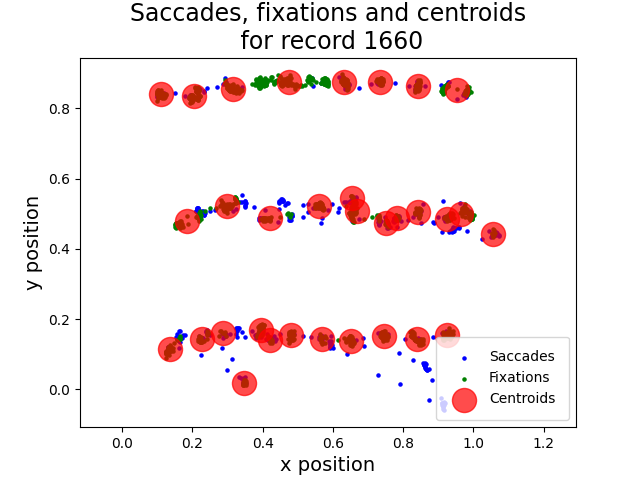 Saccades, fixations and centroids
for record 1660
y position
0.8
0.6
0.4
0.2
0.0
Saccades
Fixations
Centroids
0.0 0.2 0.4 0.6 0.8 1.0 1.2
x position